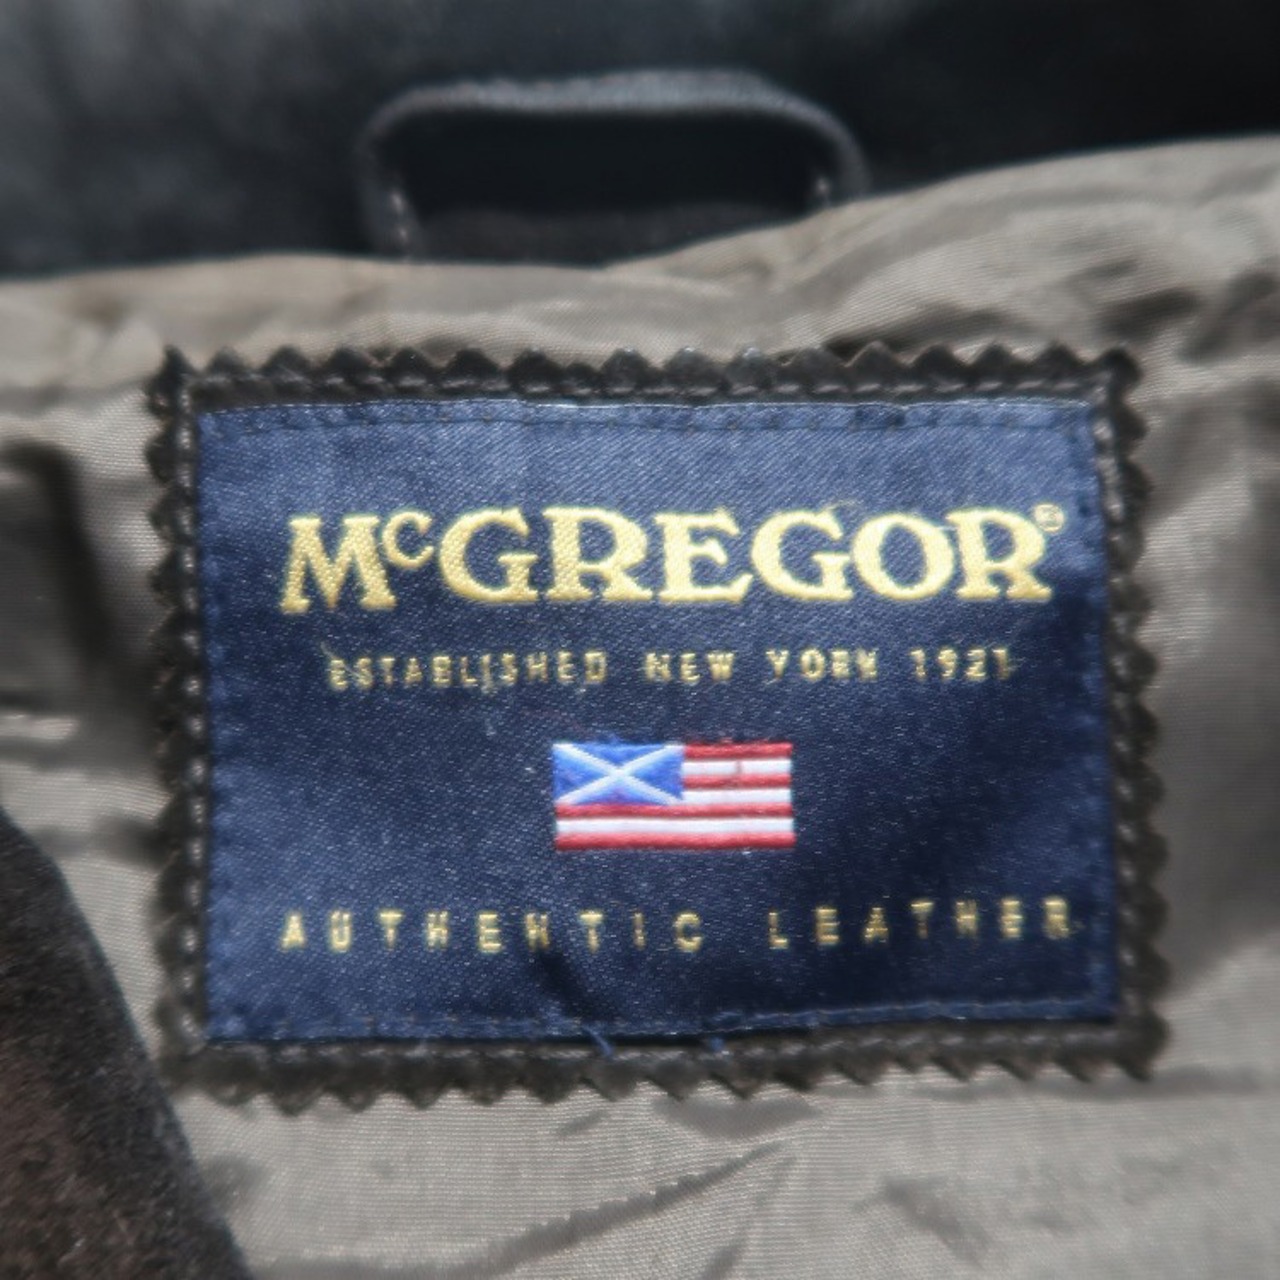 McGREGOR®
ESTABLISHED NEW YORK 1921
AUTHENTIC LEATHER